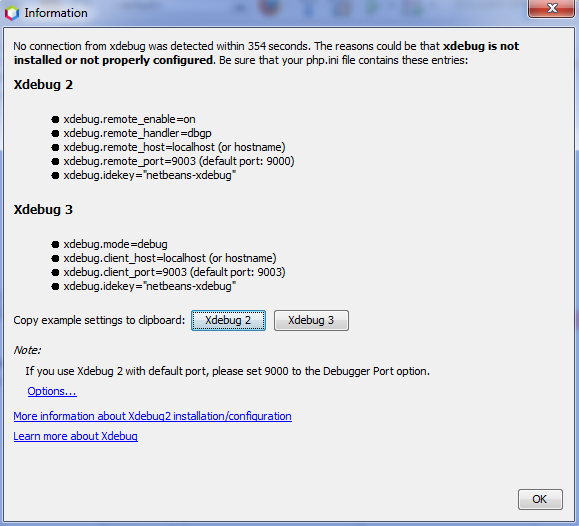 Information
No connection from xdebug was detected within 354 seconds. The reasons could be that xdebug is not
installed or not properly configured. Be sure that your php.ini file contains these entries:
Xdebug 2
● xdebug.remote_enable=on
● xdebug.remote_handler=dbgp
● xdebug.remote_host=localhost (or hostname)
● xdebug.remote_port=9003 (default port: 9000)
● xdebug.idekey="netbeans-xdebug"
Xdebug 3
● xdebug.mode=debug
● xdebug.client_host=localhost (or hostname)
● xdebug.client_port=9003 (default port: 9003)
● xdebug.idekey="netbeans-xdebug"
Copy example settings to clipboard: Xdebug 2 Xdebug 3
Note:
If you use Xdebug 2 with default port, please set 9000 to the Debugger Port option.
Options...
More information about Xdebug2 installation/configuration
Learn more about Xdebug
OK